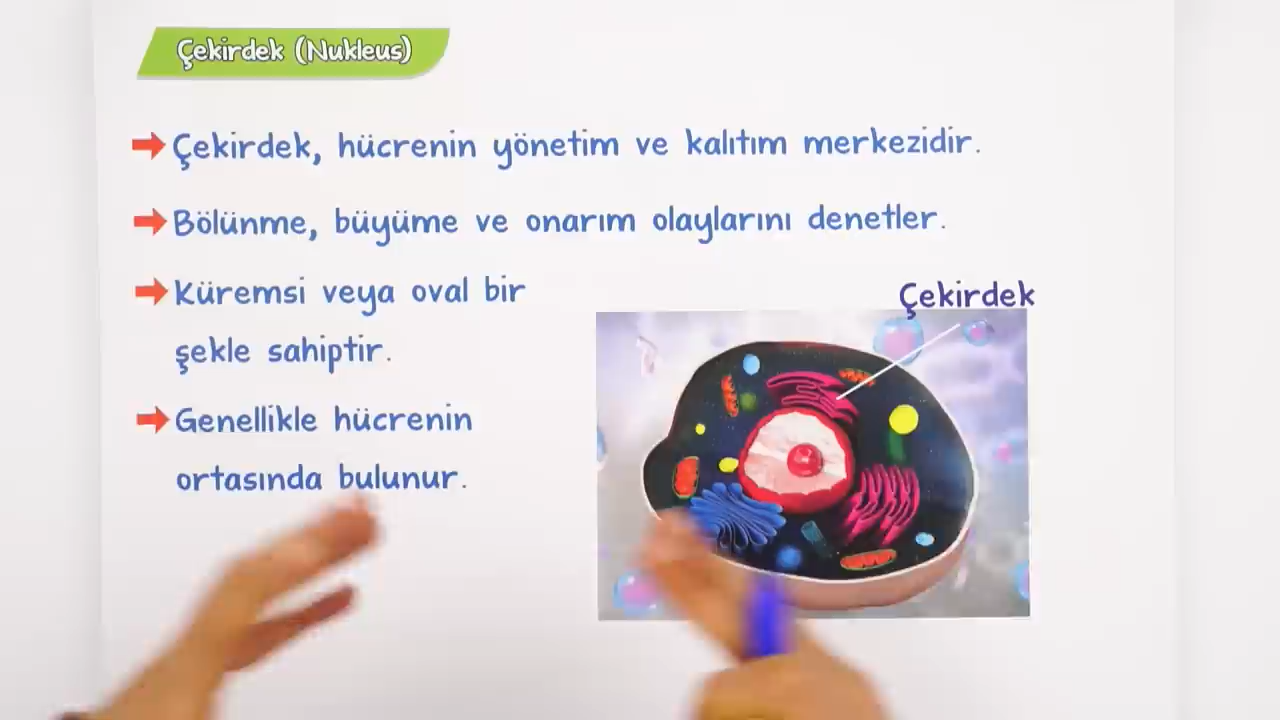 Çekirdek (Nukleus)
Çekirdek, hücrenin yönetim ve kalıtım merkezidir.
Bölünme, büyüme ve onarım olaylarını denetler.
Küremsi veya oval bir
şekle sahiptir.
Genellikle hücrenin
ortasında bulunur.
Çekirdek